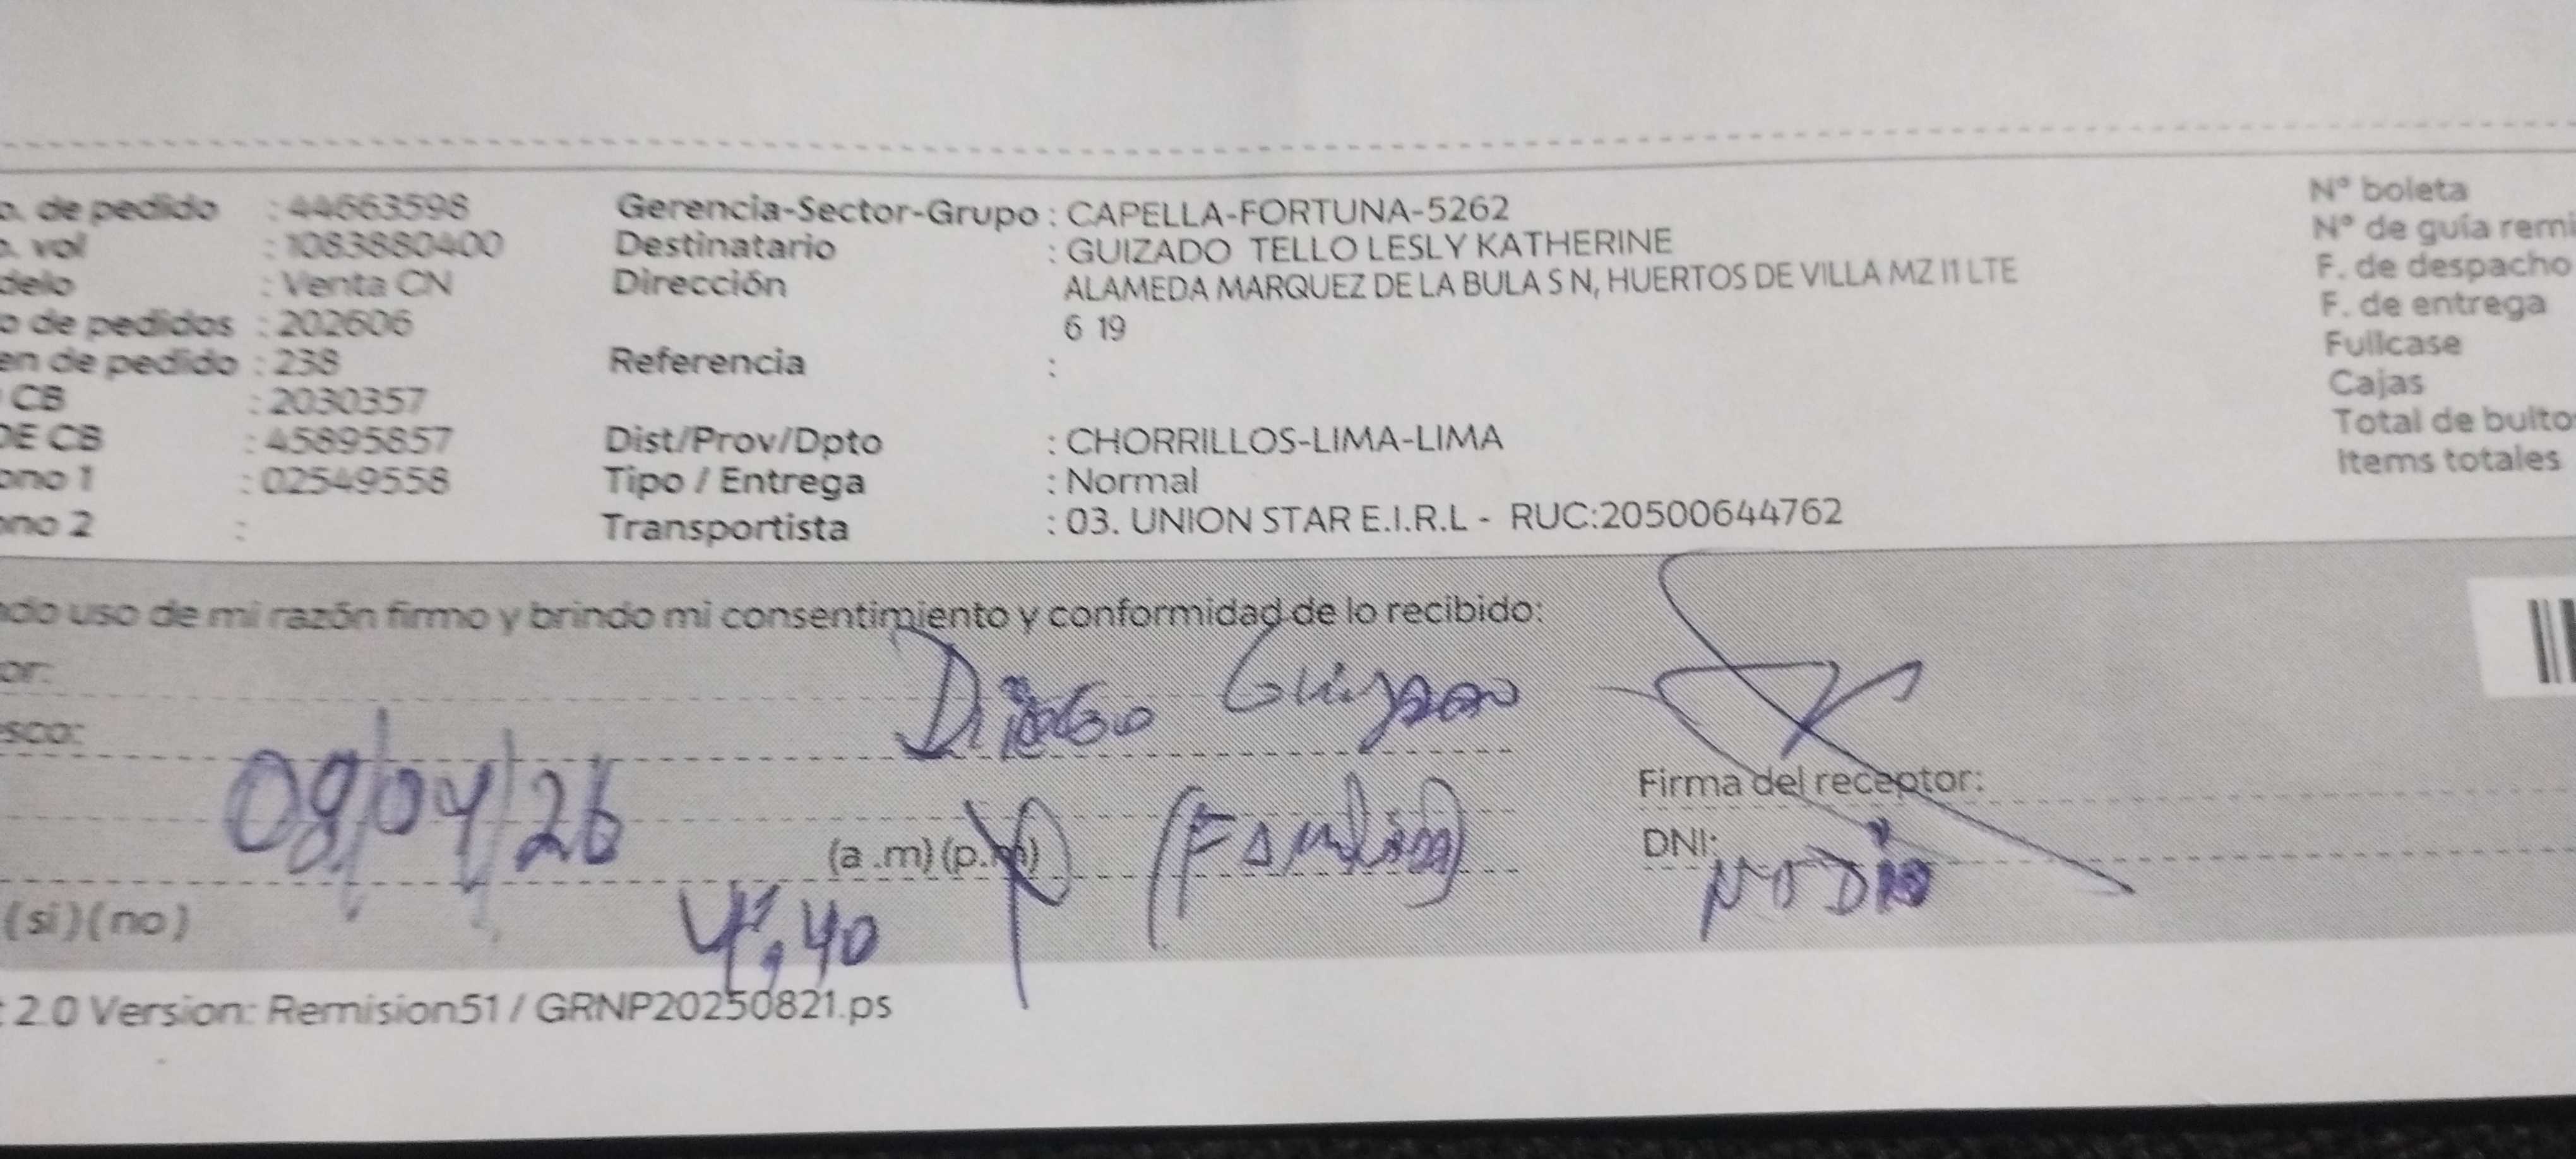 o. de pedido : 44663598 Gerencia-Sector-Grupo : CAPELLA-FORTUNA-5262 N° boleta
o. vol : 1083880400 Destinatario : GUIZADO TELLO LESLY KATHERINE N° de guía remi
delo : Venta CN Dirección ALAMEDA MARQUEZ DE LA BULA S N, HUERTOS DE VILLA MZ I1 LTE F. de despacho
o de pedidos : 202606 6 19 F. de entrega
en de pedido : 238 Referencia : Fullcase
CB : 2030357 Cajas
DE CB : 45895857 Dist/Prov/Dpto : CHORRILLOS-LIMA-LIMA Total de bulto
ono 1 : 02549558 Tipo / Entrega : Normal Items totales
ono 2 : Transportista : 03. UNION STAR E.I.R.L - RUC:20500644762
ndo uso de mi razón firmo y brindo mi consentimiento y conformidad de lo recibido:
or:
Diego
esco:
Firma del receptor:
/04/26
(a .m) (p.m)
DNI:
No Dio
(si) (no)
4:40
2.0 Version: Remision51 / GRNP20250821.ps